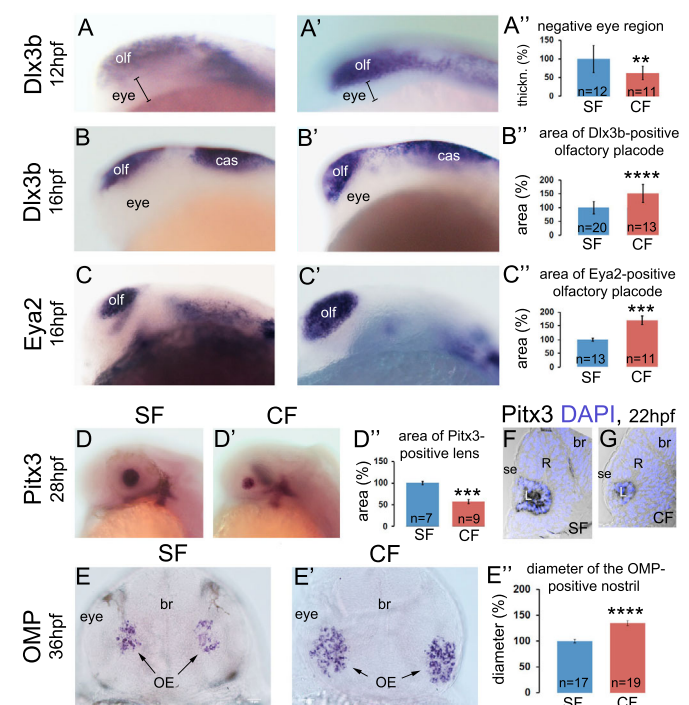 Dlx3b
12hpf
A
olf
eye
A'
olf
eye
A''
negative eye region
thickn. (%)
150
100
50
0
n=12
n=11
**
SF
CF
Dlx3b
16hpf
B
olf
cas
eye
B'
olf
cas
eye
B''
area of Dlx3b-positive
olfactory placode
area (%)
200
150
100
50
0
n=20
n=13
****
SF
CF
Eya2
16hpf
C
olf
C'
olf
C''
area of Eya2-positive
olfactory placode
area (%)
200
150
100
50
0
n=13
n=11
***
SF
CF
SF
CF
Pitx3
28hpf
D
D'
D''
area of Pitx3-
positive lens
area (%)
150
100
50
0
n=7
n=9
***
SF
CF
Pitx3 DAPI, 22hpf
F
br
se
R
L
SF
G
br
se
R
L
CF
SF
CF
OMP
36hpf
E
eye
br
OE
E'
eye
br
OE
E''
diameter of the OMP-
positive nostril
diameter (%)
200
150
100
50
0
n=17
n=19
****
SF
CF